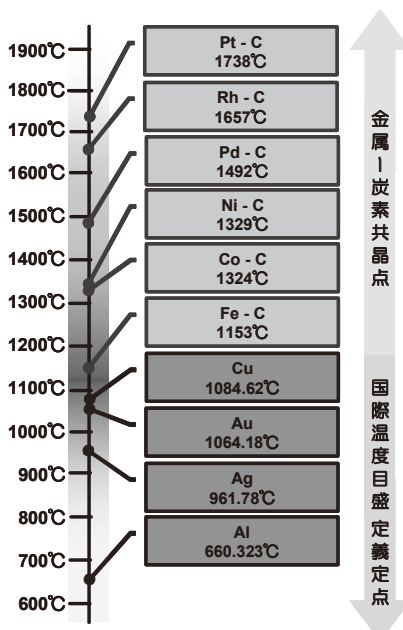 1900℃
1800℃
1700℃
1600℃
1500℃
1400℃
1300℃
1200℃
1100℃
1000℃
900℃
800℃
700℃
600℃
Pt - C
1738℃
Rh - C
1657℃
Pd - C
1492℃
Ni - C
1329℃
Co - C
1324℃
Fe - C
1153℃
Cu
1084.62℃
Au
1064.18℃
Ag
961.78℃
Al
660.323℃
金属ー炭素共晶点
国際温度目盛 定義定点